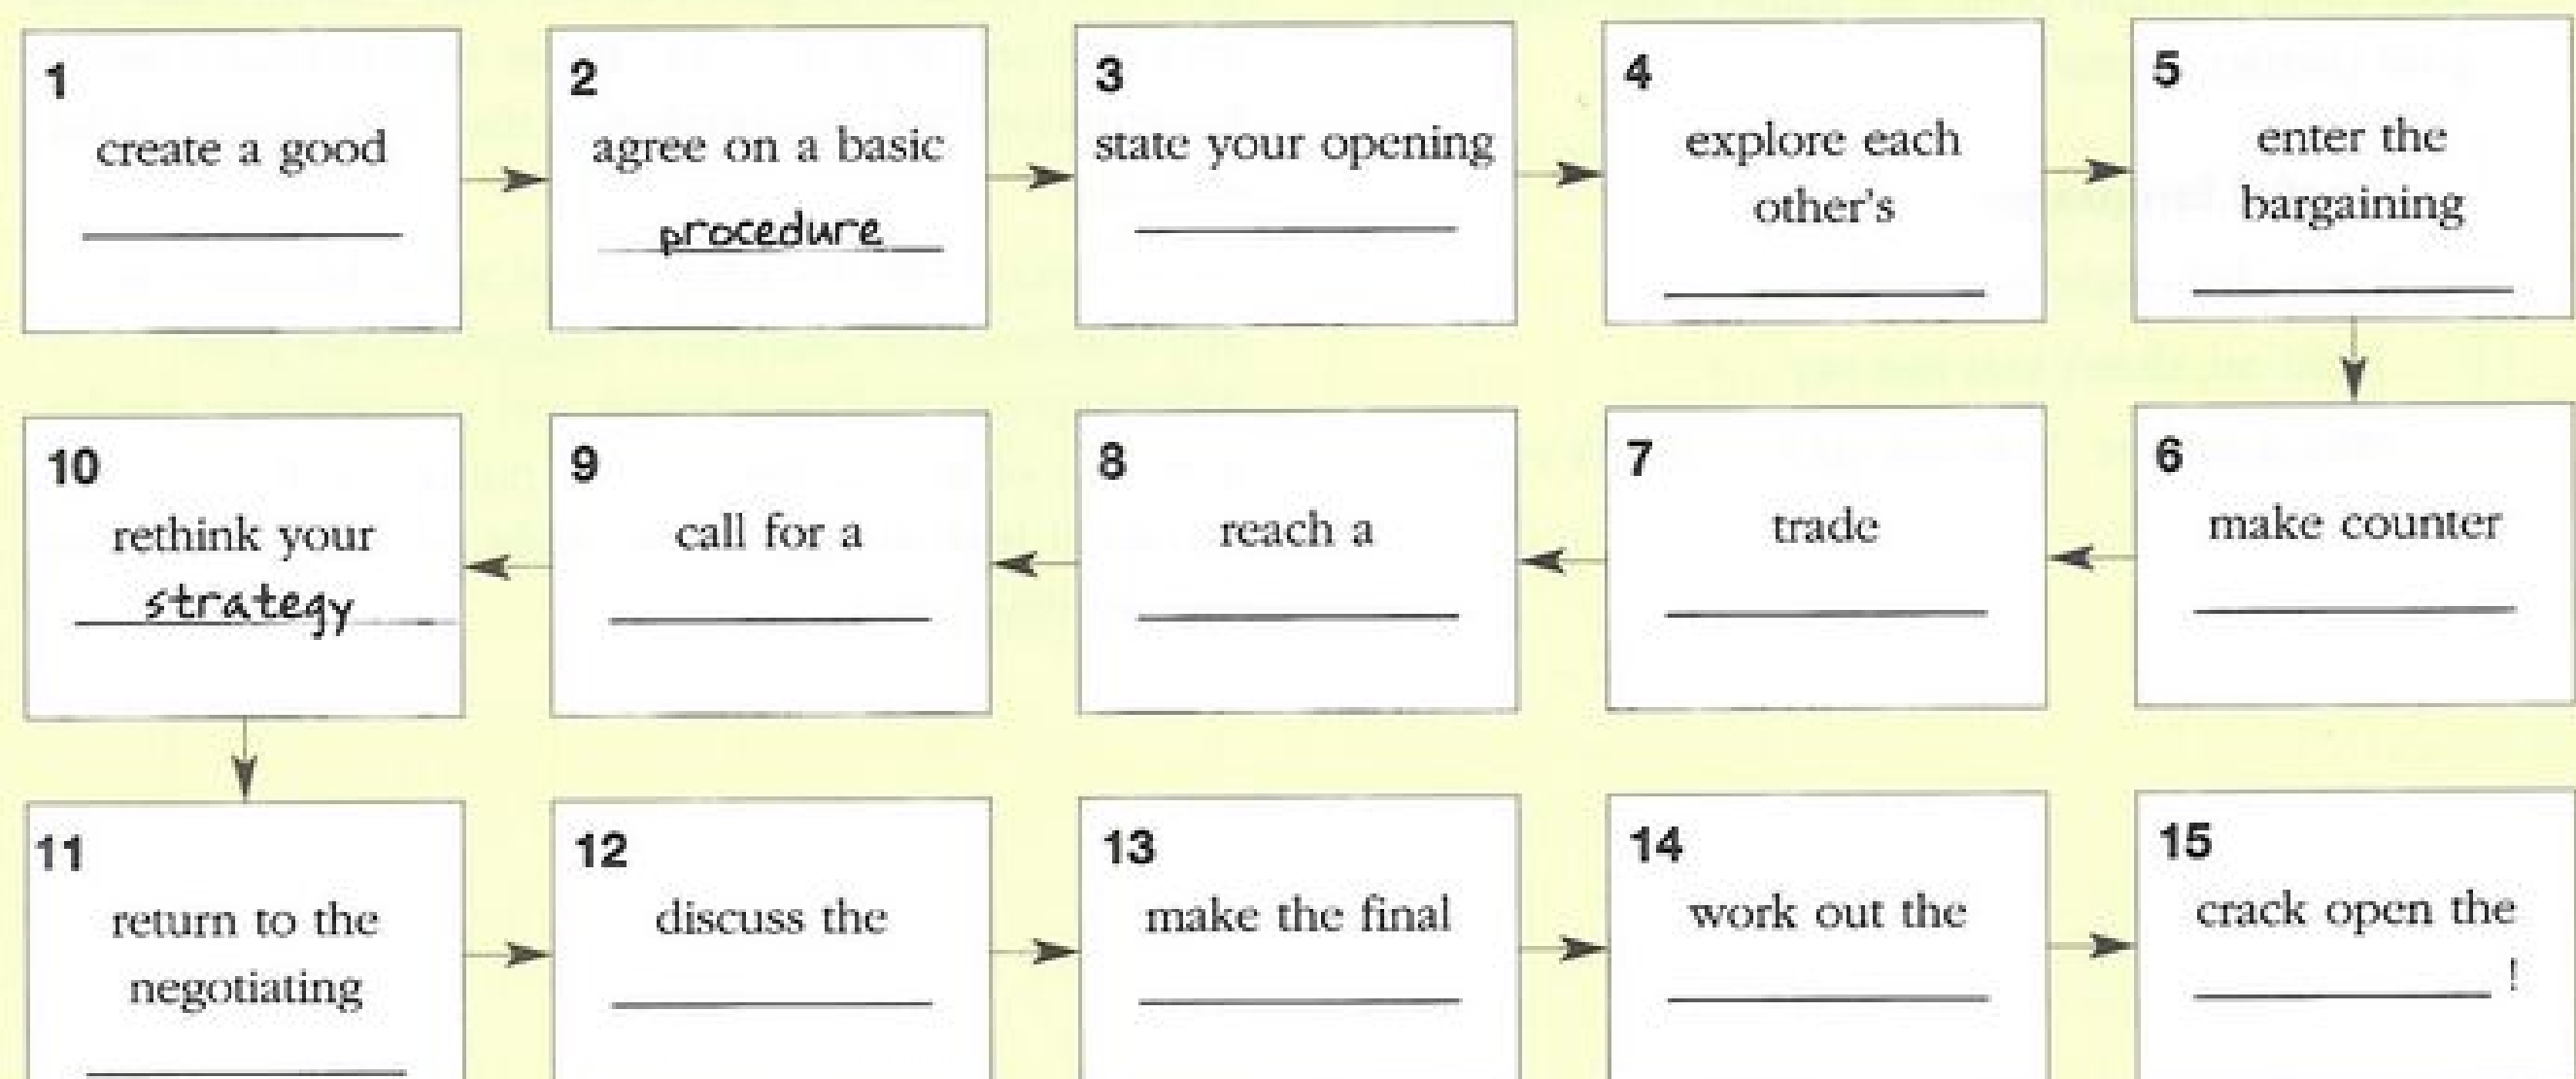 1
create a good
2
agree on a basic
procedure
3
state your opening
4
explore each
other's
5
enter the
bargaining
6
make counter
7
trade
8
reach a
9
call for a
10
rethink your
strategy
11
return to the
negotiating
12
discuss the
13
make the final
14
work out the
15
crack open the
!